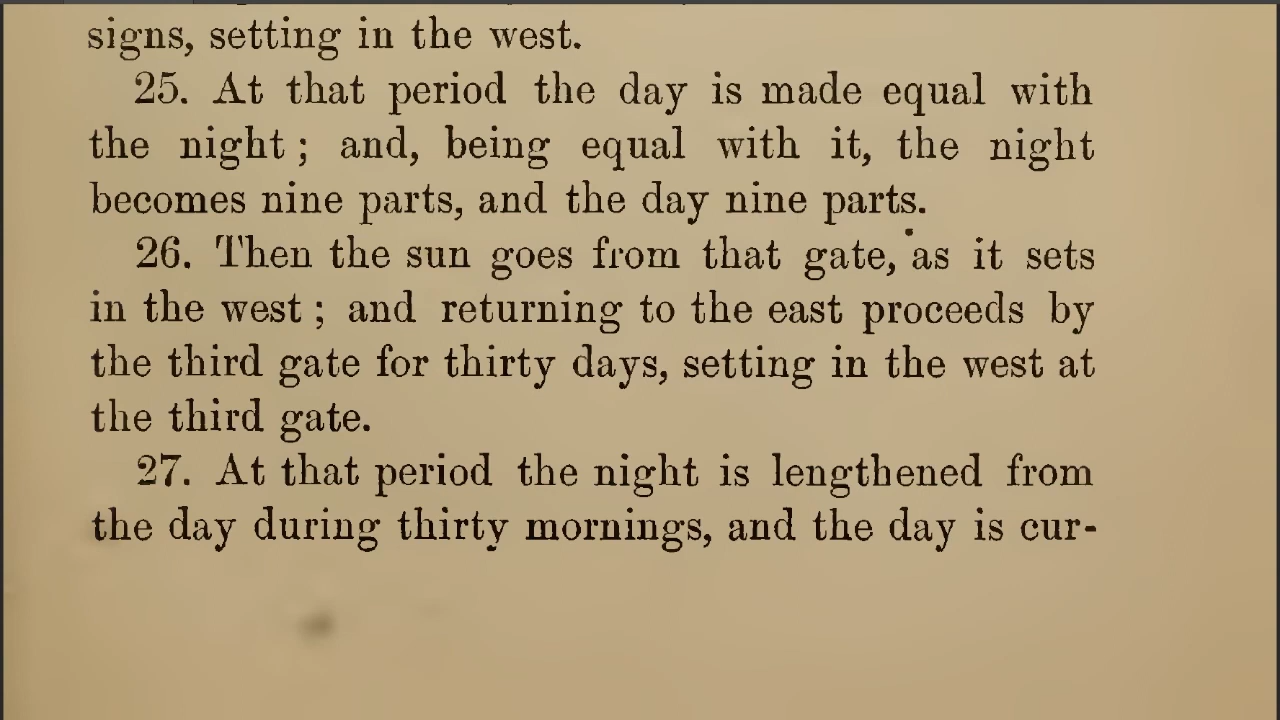 signs, setting in the west.
25. At that period the day is made equal with
the night ; and, being equal with it, the night
becomes nine parts, and the day nine parts.
26. Then the sun goes from that gate, as it sets
in the west ; and returning to the east proceeds by
the third gate for thirty days, setting in the west at
the third gate.
27. At that period the night is lengthened from
the day during thirty mornings, and the day is cur-